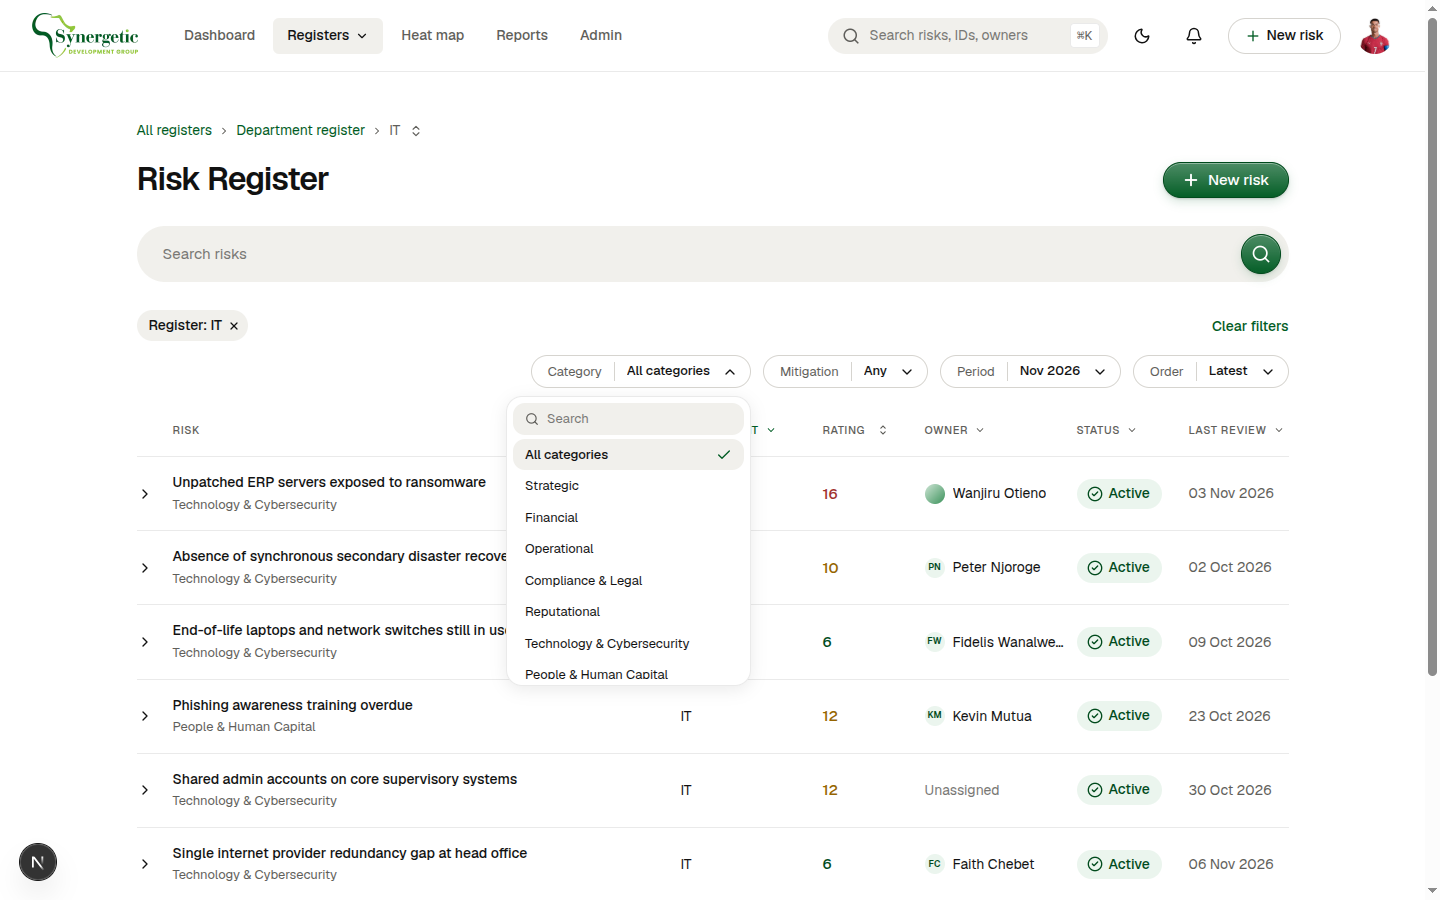 Synergetic
DEVELOPMENT GROUP
Dashboard
Registers
Heat map
Reports
Admin
Search risks, IDs, owners
⌘K
+ New risk
All registers › Department register › IT
Risk Register
+ New risk
Search risks
Register: IT ×
Clear filters
Category All categories
Mitigation Any
Period Nov 2026
Order Latest
Search
All categories
Strategic
Financial
Operational
Compliance & Legal
Reputational
Technology & Cybersecurity
People & Human Capital
RISK T RATING OWNER STATUS LAST REVIEW
Unpatched ERP servers exposed to ransomware
Technology & Cybersecurity
16 Wanjiru Otieno Active 03 Nov 2026
Absence of synchronous secondary disaster recove
Technology & Cybersecurity
10 PN Peter Njoroge Active 02 Oct 2026
End-of-life laptops and network switches still in us
Technology & Cybersecurity
6 FW Fidelis Wanalwe... Active 09 Oct 2026
Phishing awareness training overdue
People & Human Capital
IT 12 KM Kevin Mutua Active 23 Oct 2026
Shared admin accounts on core supervisory systems
Technology & Cybersecurity
IT 12 Unassigned Active 30 Oct 2026
Single internet provider redundancy gap at head office
Technology & Cybersecurity
IT 6 FC Faith Chebet Active 06 Nov 2026
N